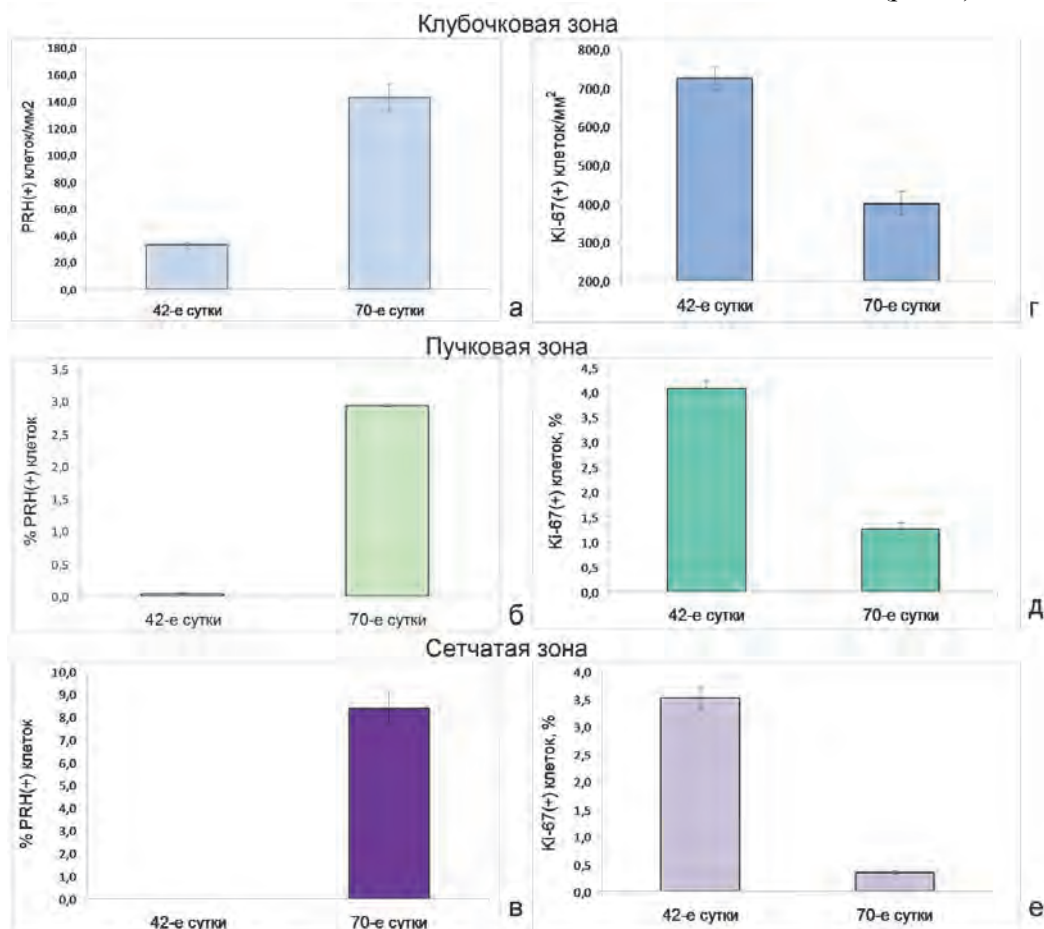 Клубочковая зона
PRH(+) клеток/мм2
180,0
160,0
140,0
120,0
100,0
80,0
60,0
40,0
20,0
0,0
42-е сутки
70-е сутки
а
Ki-67(+) клеток/мм²
800,0
700,0
600,0
500,0
400,0
300,0
200,0
42-е сутки
70-е сутки
г
Пучковая зона
% PRH(+) клеток
3,5
3,0
2,5
2,0
1,5
1,0
0,5
0,0
42-е сутки
70-е сутки
б
Ki-67(+) клеток, %
4,5
4,0
3,5
3,0
2,5
2,0
1,5
1,0
0,5
0,0
42-е сутки
70-е сутки
д
Сетчатая зона
% PRH(+) клеток
10,0
9,0
8,0
7,0
6,0
5,0
4,0
3,0
2,0
1,0
0,0
42-е сутки
70-е сутки
в
Ki-67(+) клеток, %
4,0
3,5
3,0
2,5
2,0
1,5
1,0
0,5
0,0
42-е сутки
70-е сутки
е